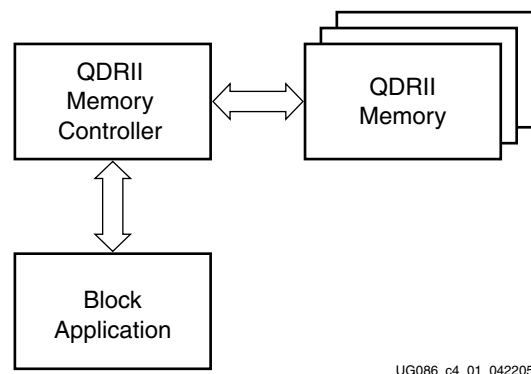 QDRII
Memory
Controller
QDRII
Memory
Block
Application
UG086_c4_01_042205